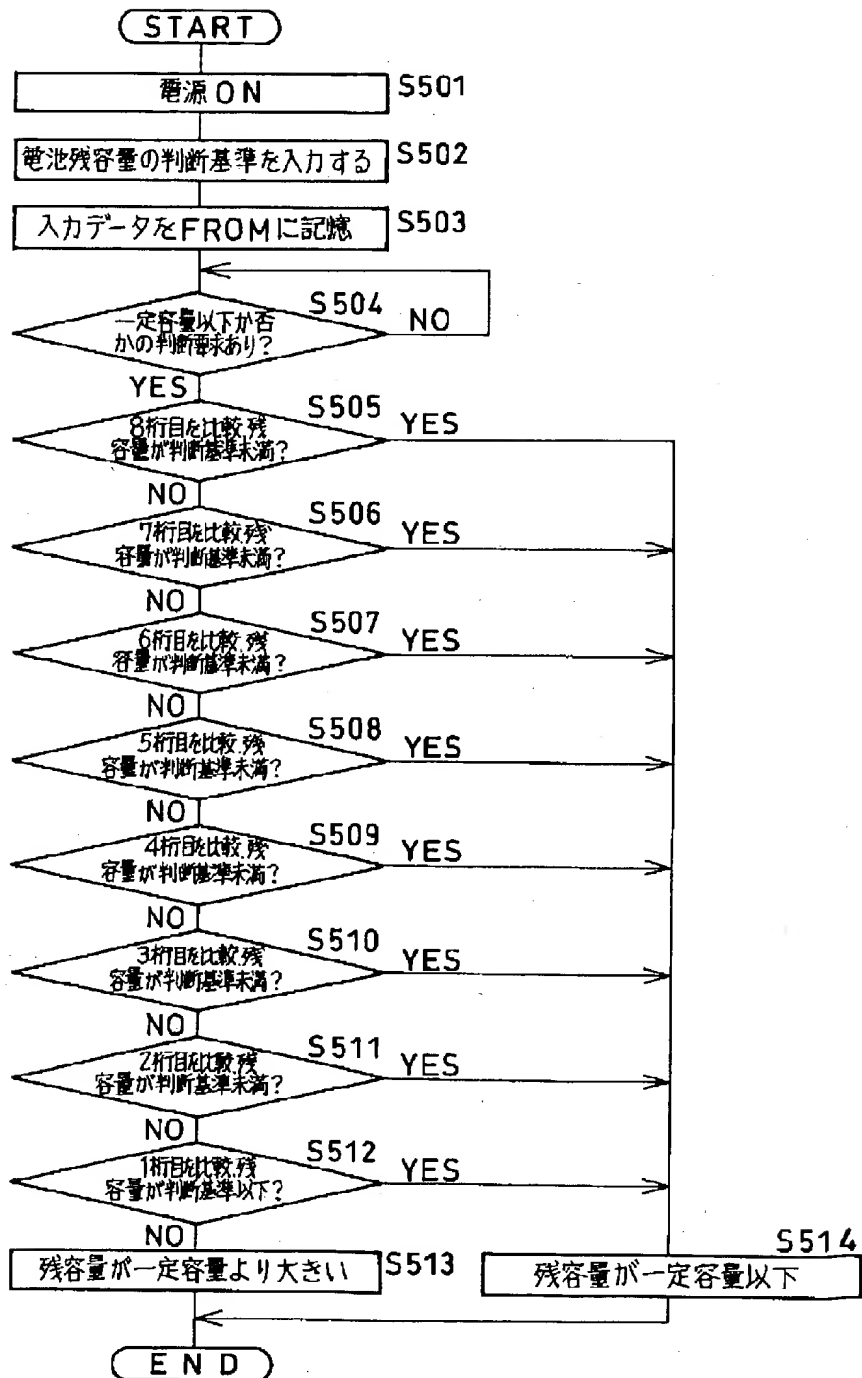 START
電源ON
S501
電池残容量の判断基準を入力する
S502
入力データをFROMに記憶
S503
S504
一定容量以下か否
かの判断要求あり?
NO
YES
S505
8桁目を比較,残
容量が判断基準未満?
YES
NO
S506
7桁目を比較,残
容量が判断基準未満?
YES
NO
S507
6桁目を比較,残
容量が判断基準未満?
YES
NO
S508
5桁目を比較,残
容量が判断基準未満?
YES
NO
S509
4桁目を比較,残
容量が判断基準未満?
YES
NO
S510
3桁目を比較,残
容量が判断基準未満?
YES
NO
S511
2桁目を比較,残
容量が判断基準未満?
YES
NO
S512
1桁目を比較,残
容量が判断基準以下?
YES
NO
残容量が一定容量より大きい
S513
S514
残容量が一定容量以下
END